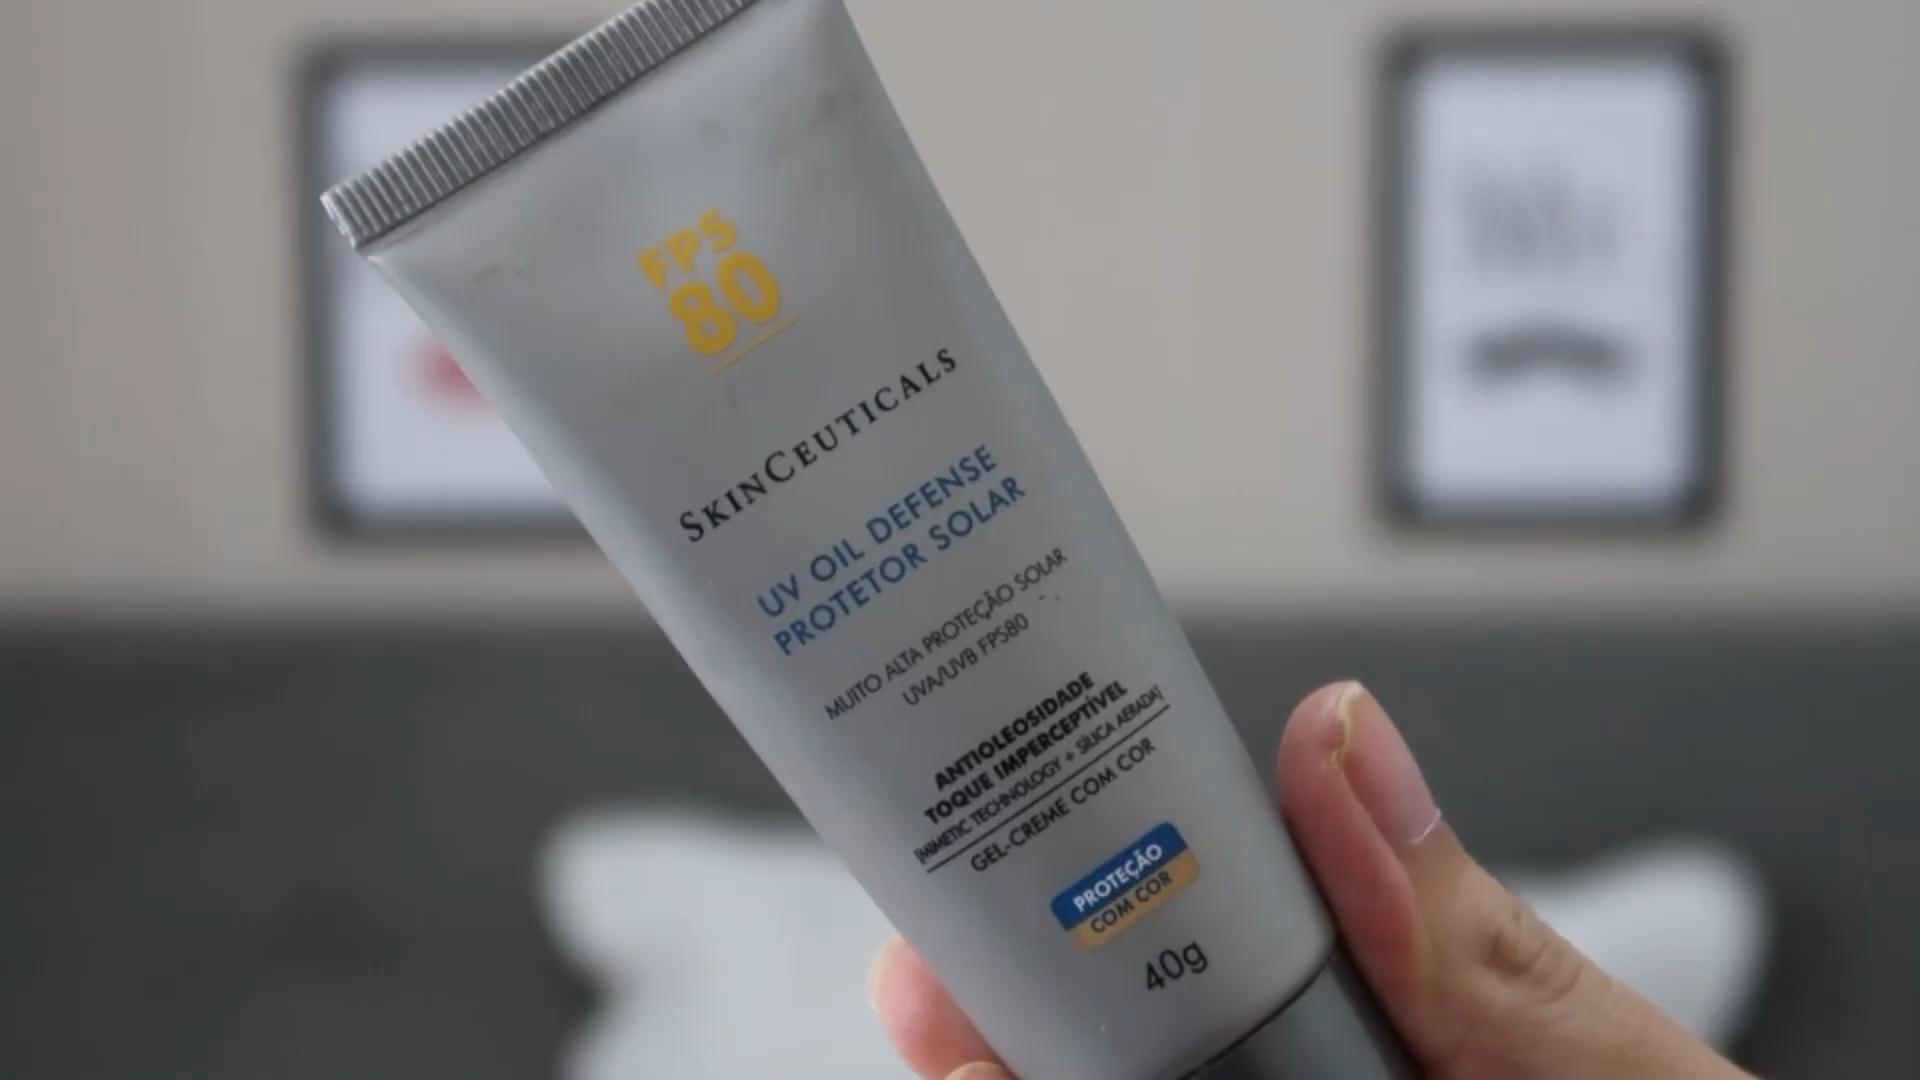 FPS
80
SKINCEUTICALS
UV OIL DEFENSE
PROTETOR SOLAR
MUITO ALTA PROTEÇÃO SOLAR
UVA/UVB FPS80
ANTIOLEOSIDADE
TOQUE IMPERCEPTÍVEL
[MIMETIC TECHNOLOGY + SÍLICA AERADA]
GEL-CREME COM COR
PROTEÇÃO
COM COR
40g